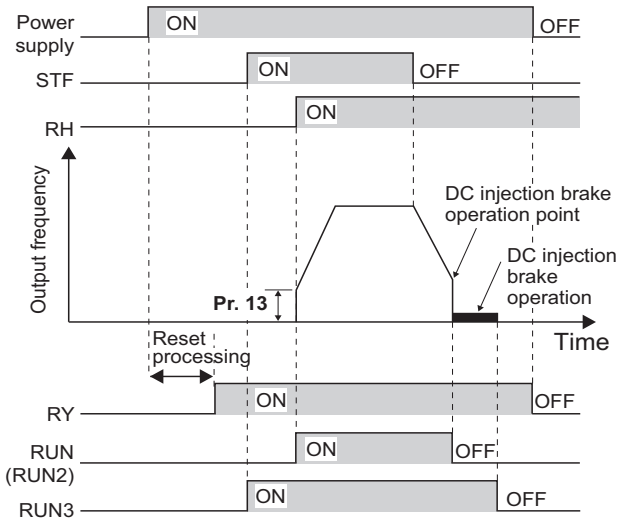 Power
supply
ON
OFF
STF
ON
OFF
RH
ON
Output frequency
DC injection brake
operation point
DC injection
brake
operation
Pr. 13
Time
Reset
processing
RY
ON
OFF
RUN
(RUN2)
ON
OFF
RUN3
ON
OFF